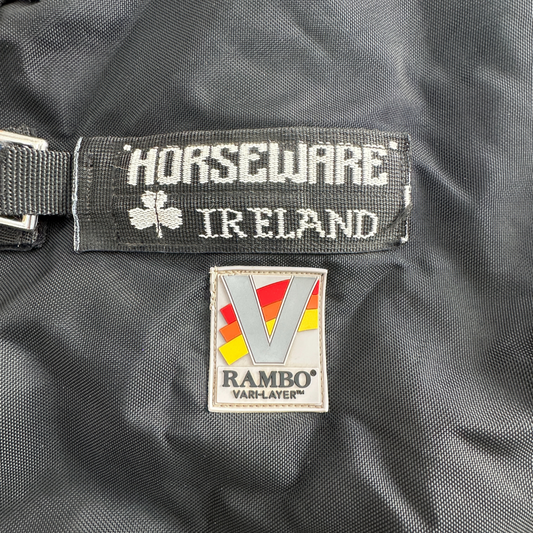 HORSEWARE
IRELAND
V
RAMBO®
VARI-LAYER™